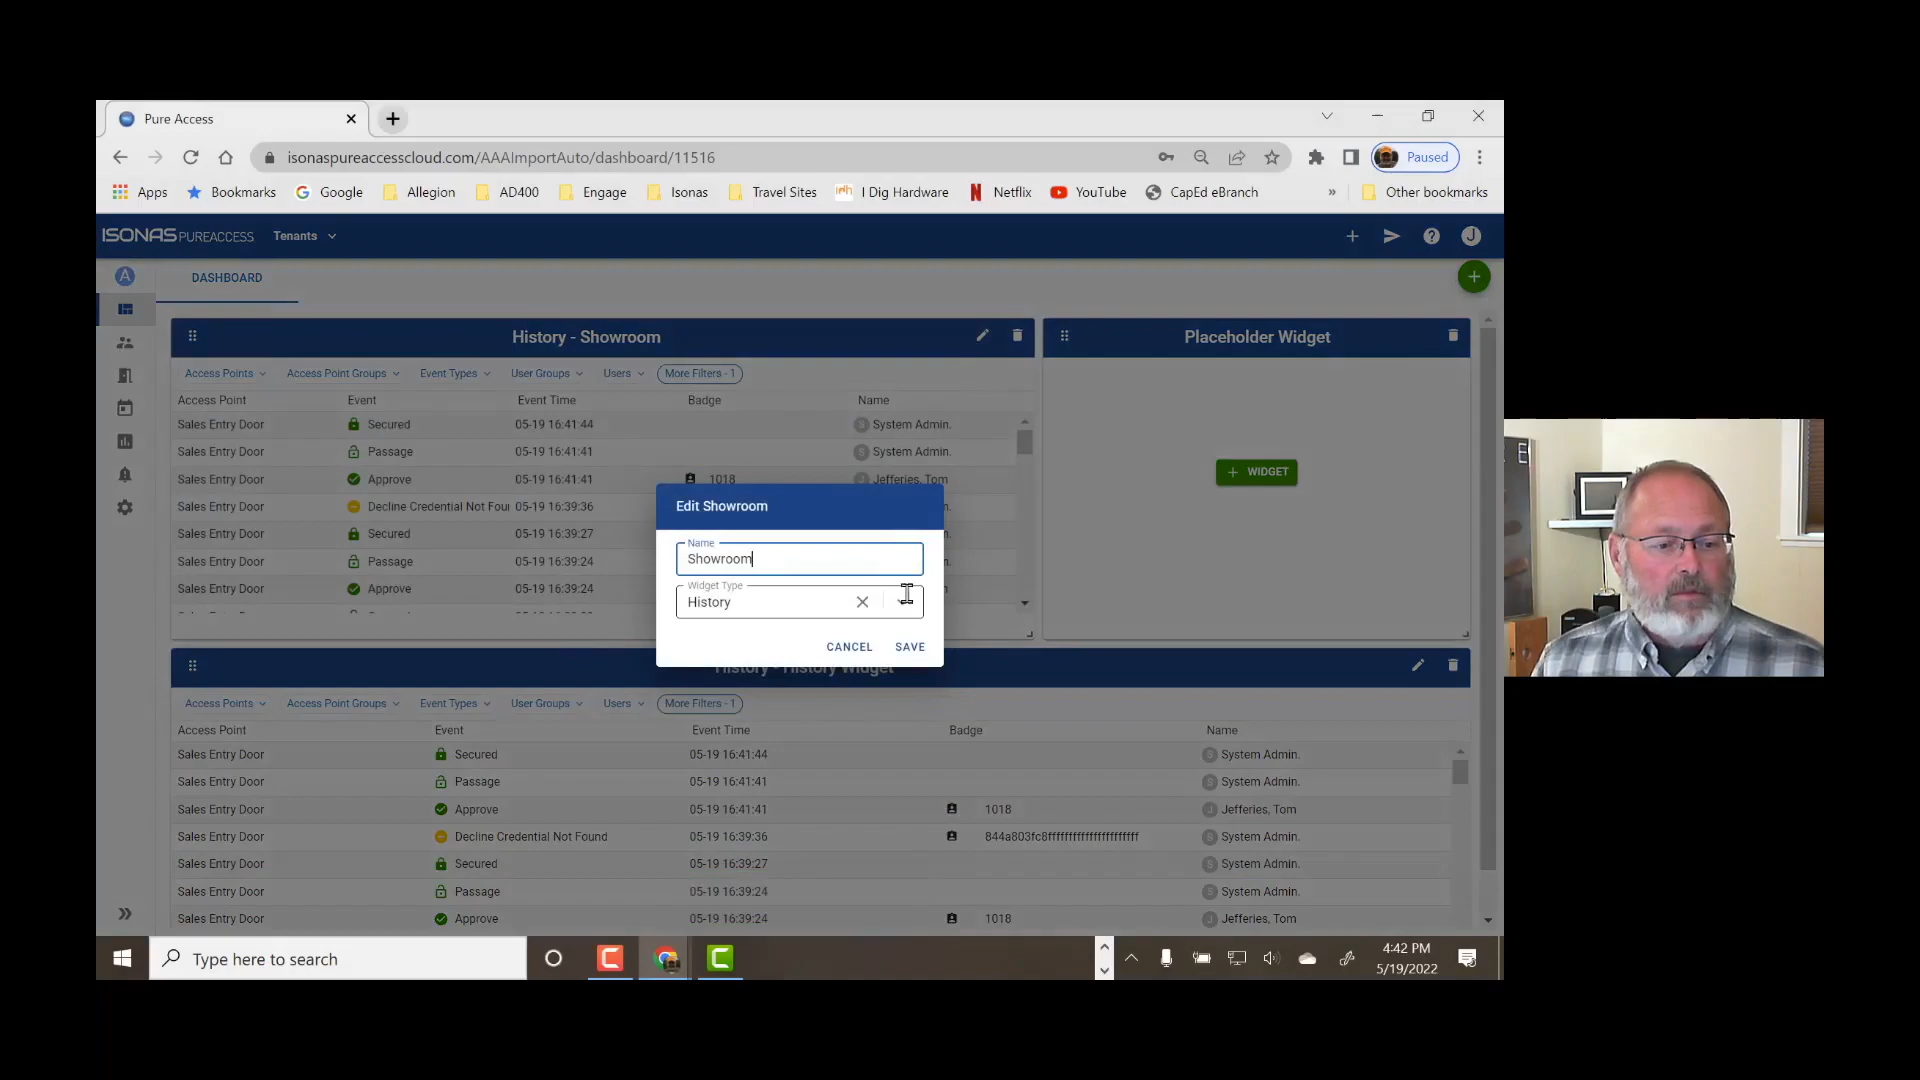 Pure Access
isonaspureaccesscloud.com/AAAImportAuto/dashboard/11516
Paused
Apps Bookmarks Google Allegion AD400 Engage Isonas Travel Sites I Dig Hardware Netflix YouTube CapEd eBranch » Other bookmarks
ISONAS PUREACCESS Tenants
J
A
DASHBOARD
History - Showroom
Access Points Access Point Groups Event Types User Groups Users More Filters - 1
Access Point Event Event Time Badge Name
Sales Entry Door Secured 05-19 16:41:44 S System Admin.
Sales Entry Door Passage 05-19 16:41:41 S System Admin.
Sales Entry Door Approve 05-19 16:41:41 1018 J Jefferies, Tom
Sales Entry Door Decline Credential Not Fou 05-19 16:39:36
Sales Entry Door Secured 05-19 16:39:27
Sales Entry Door Passage 05-19 16:39:24
Sales Entry Door Approve 05-19 16:39:24
Placeholder Widget
+ WIDGET
Edit Showroom
Name
Showroom
Widget Type
History
CANCEL SAVE
History - History Widget
Access Points Access Point Groups Event Types User Groups Users More Filters - 1
Access Point Event Event Time Badge Name
Sales Entry Door Secured 05-19 16:41:44 S System Admin.
Sales Entry Door Passage 05-19 16:41:41 S System Admin.
Sales Entry Door Approve 05-19 16:41:41 1018 J Jefferies, Tom
Sales Entry Door Decline Credential Not Found 05-19 16:39:36 S System Admin.
Sales Entry Door Secured 05-19 16:39:27 S System Admin.
Sales Entry Door Passage 05-19 16:39:24 S System Admin.
Sales Entry Door Approve 05-19 16:39:24 1018 J Jefferies, Tom
Type here to search
4:42 PM
5/19/2022